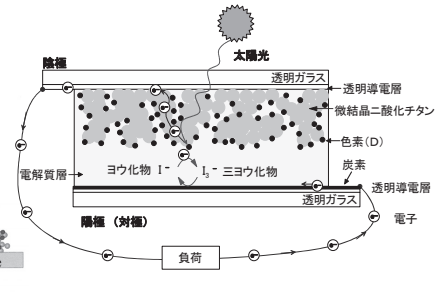 陰極
太陽光
透明ガラス
透明導電層
微結晶二酸化チタン
色素(D)
ヨウ化物 I⁻
I₃⁻ 三ヨウ化物
電解質層
炭素
透明導電層
透明ガラス
陽極(対極)
電子
負荷